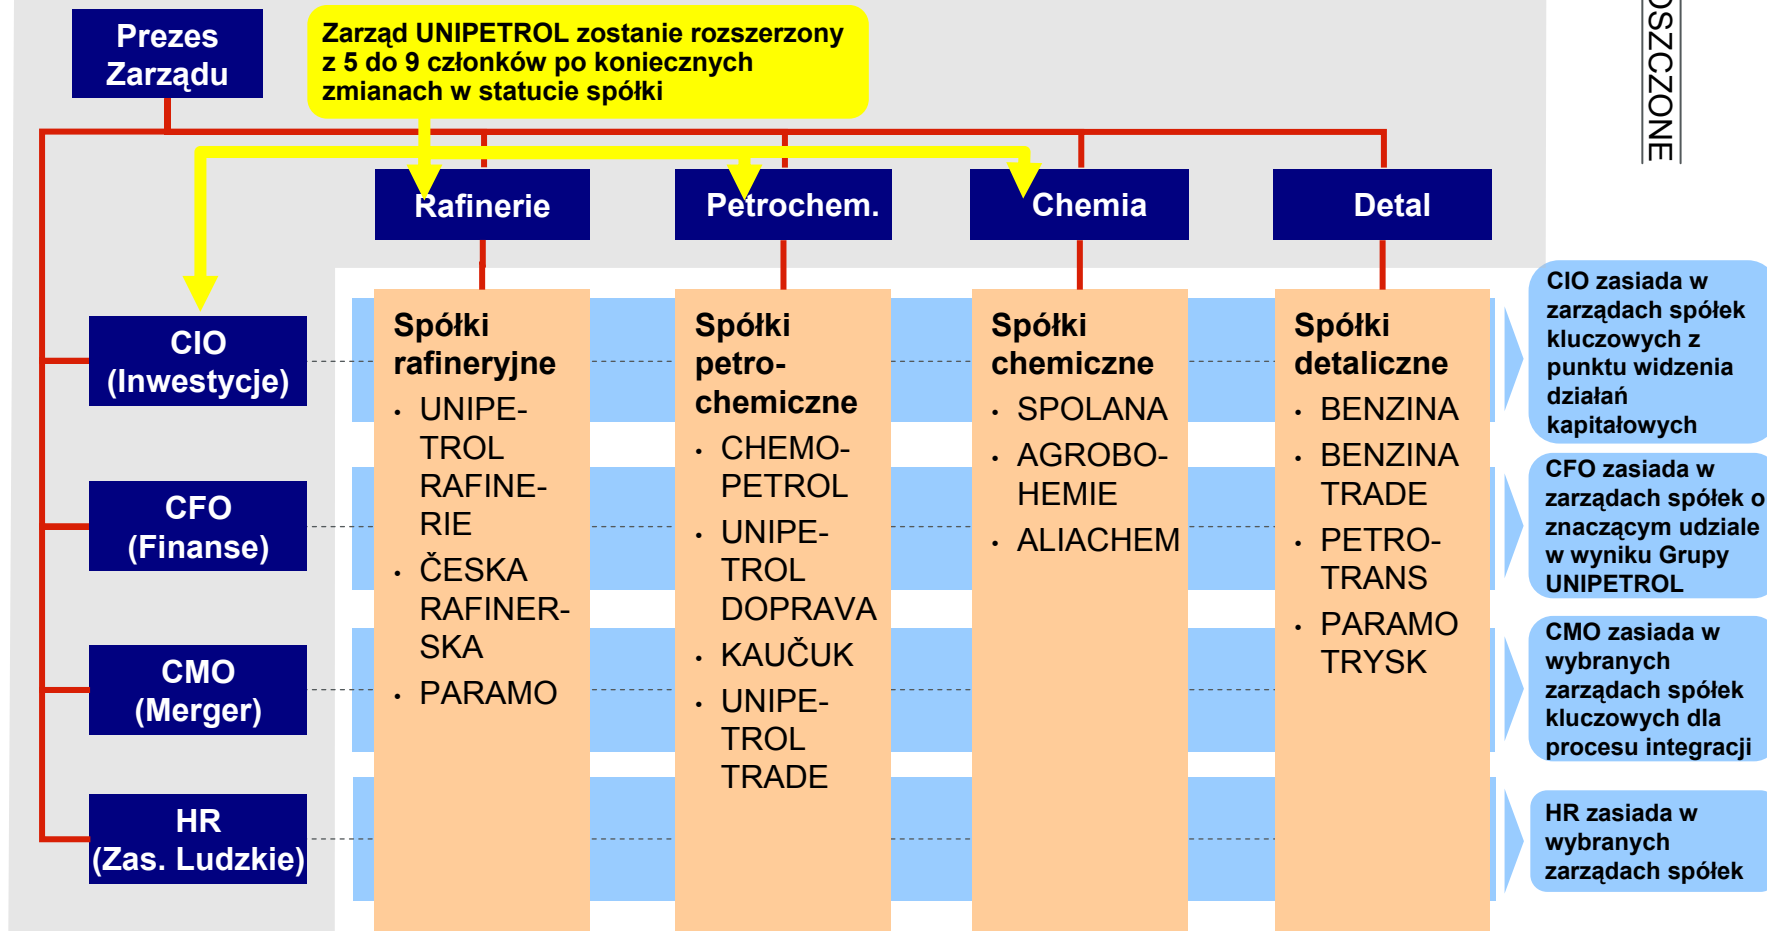 Prezes
Zarządu
Zarząd UNIPETROL zostanie rozszerzony
z 5 do 9 członków po koniecznych
zmianach w statucie spółki
OSZCZONE
Rafinerie
Petrochem.
Chemia
Detal
CIO
(Inwestycje)
CFO
(Finanse)
CMO
(Merger)
HR
(Zas. Ludzkie)
Spółki
rafineryjne
• UNIPE-
TROL
RAFINE-
RIE
• ČESKA
RAFINER-
SKA
• PARAMO
Spółki
petro-
chemiczne
• CHEMO-
PETROL
• UNIPE-
TROL
DOPRAVA
• KAUČUK
• UNIPE-
TROL
TRADE
Spółki
chemiczne
• SPOLANA
• AGROBO-
HEMIE
• ALIACHEM
Spółki
detaliczne
• BENZINA
• BENZINA
TRADE
• PETRO-
TRANS
• PARAMO
TRYSK
CIO zasiada w
zarządach spółek
kluczowych z
punktu widzenia
działań
kapitałowych
CFO zasiada w
zarządach spółek o
znaczącym udziale
w wyniku Grupy
UNIPETROL
CMO zasiada w
wybranych
zarządach spółek
kluczowych dla
procesu integracji
HR zasiada w
wybranych
zarządach spółek